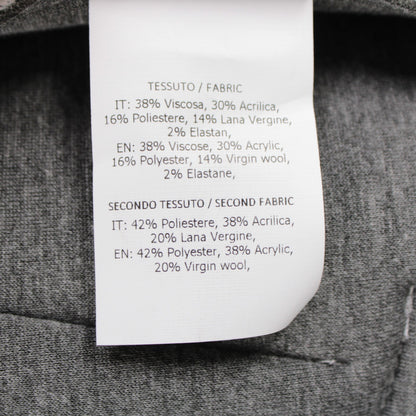 TESSUTO / FABRIC
IT: 38% Viscosa, 30% Acrilica,
16% Poliestere, 14% Lana Vergine,
2% Elastan,
EN: 38% Viscose, 30% Acrylic,
16% Polyester, 14% Virgin wool,
2% Elastane,
SECONDO TESSUTO / SECOND FABRIC
IT: 42% Poliestere, 38% Acrilica,
20% Lana Vergine,
EN: 42% Polyester, 38% Acrylic,
20% Virgin wool,